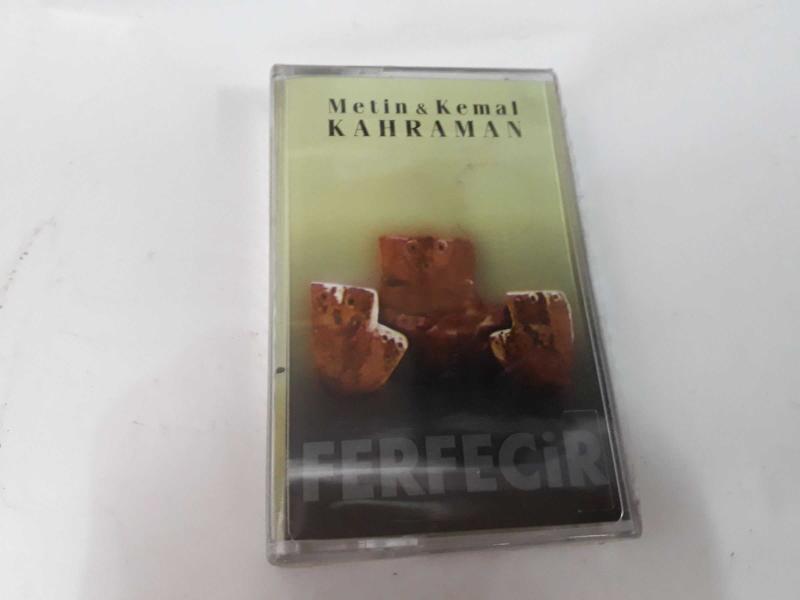 Metin & Kemal
KAHRAMAN
FERFECiR